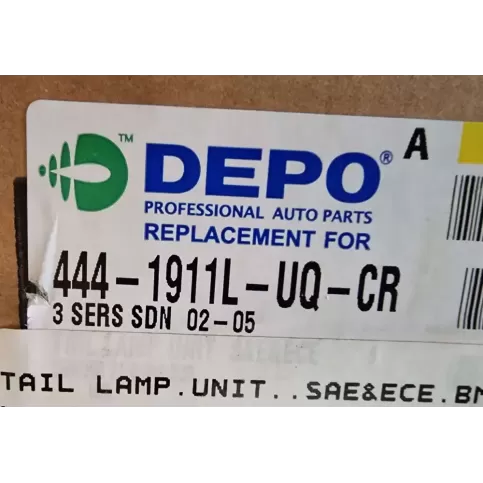 ™
DEPO® A
PROFESSIONAL AUTO PARTS
REPLACEMENT FOR
444-1911L-UQ-CR
3 SERS SDN 02-05
TAIL LAMP.UNIT..SAE&ECE.BM